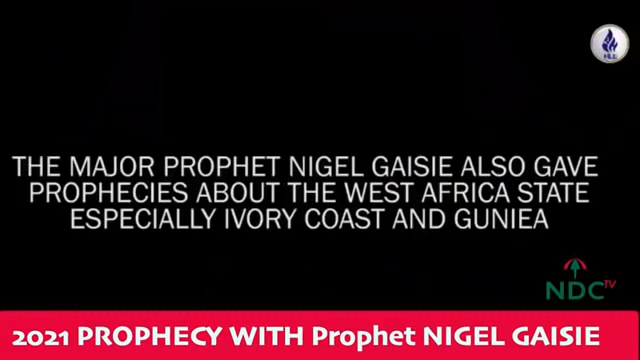 HLC
THE MAJOR PROPHET NIGEL GAISIE ALSO GAVE
PROPHECIES ABOUT THE WEST AFRICA STATE
ESPECIALLY IVORY COAST AND GUNIEA
NDC TV
2021 PROPHECY WITH Prophet NIGEL GAISIE